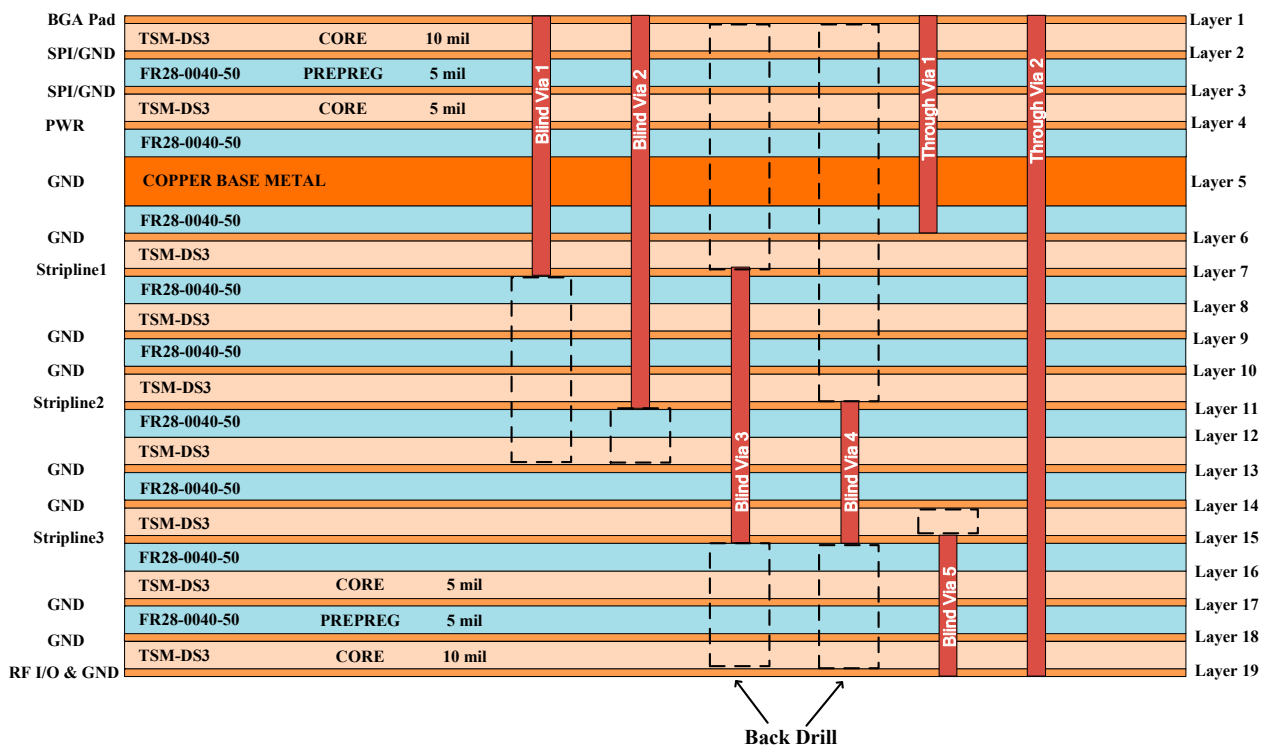 BGA Pad
Layer 1
TSM-DS3 CORE 10 mil
SPI/GND
Layer 2
FR28-0040-50 PREPREG 5 mil
SPI/GND
Layer 3
TSM-DS3 CORE 5 mil
PWR
Layer 4
FR28-0040-50
GND
COPPER BASE METAL
Layer 5
FR28-0040-50
GND
Layer 6
TSM-DS3
Stripline1
Layer 7
FR28-0040-50
Layer 8
TSM-DS3
GND
Layer 9
FR28-0040-50
GND
Layer 10
TSM-DS3
Stripline2
Layer 11
FR28-0040-50
Layer 12
TSM-DS3
GND
Layer 13
FR28-0040-50
GND
Layer 14
TSM-DS3
Stripline3
Layer 15
FR28-0040-50
Layer 16
TSM-DS3 CORE 5 mil
GND
Layer 17
FR28-0040-50 PREPREG 5 mil
GND
Layer 18
TSM-DS3 CORE 10 mil
RF I/O & GND
Layer 19
Blind Via 1
Blind Via 2
Blind Via 3
Blind Via 4
Through Via 1
Blind Via 5
Through Via 2
Back Drill